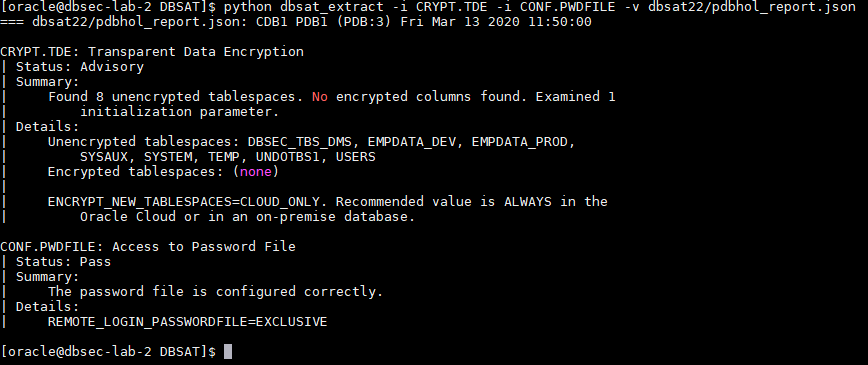 [oracle@dbsec-lab-2 DBSAT]$ python dbsat_extract -i CRYPT.TDE -i CONF.PWDFILE -v dbsat22/pdbhol_report.json
=== dbsat22/pdbhol_report.json: CDB1 PDB1 (PDB:3) Fri Mar 13 2020 11:50:00
CRYPT.TDE: Transparent Data Encryption
| Status: Advisory
| Summary:
|     Found 8 unencrypted tablespaces. No encrypted columns found. Examined 1
|         initialization parameter.
| Details:
|     Unencrypted tablespaces: DBSEC_TBS_DMS, EMPDATA_DEV, EMPDATA_PROD,
|         SYSAUX, SYSTEM, TEMP, UNDOTBS1, USERS
|     Encrypted tablespaces: (none)
|
|     ENCRYPT_NEW_TABLESPACES=CLOUD_ONLY. Recommended value is ALWAYS in the
|         Oracle Cloud or in an on-premise database.
CONF.PWDFILE: Access to Password File
| Status: Pass
| Summary:
|     The password file is configured correctly.
| Details:
|     REMOTE_LOGIN_PASSWORDFILE=EXCLUSIVE
[oracle@dbsec-lab-2 DBSAT]$